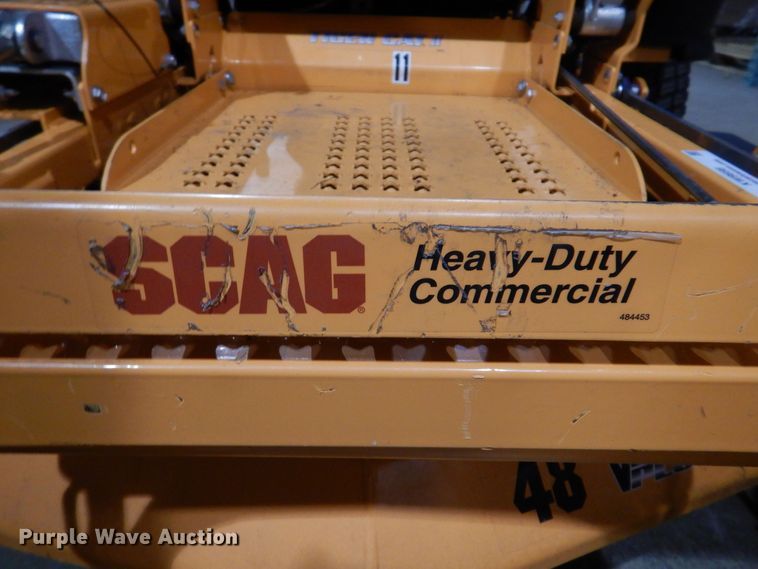 11
SCAG®
Heavy-Duty
Commercial
484453
48
Purple Wave Auction